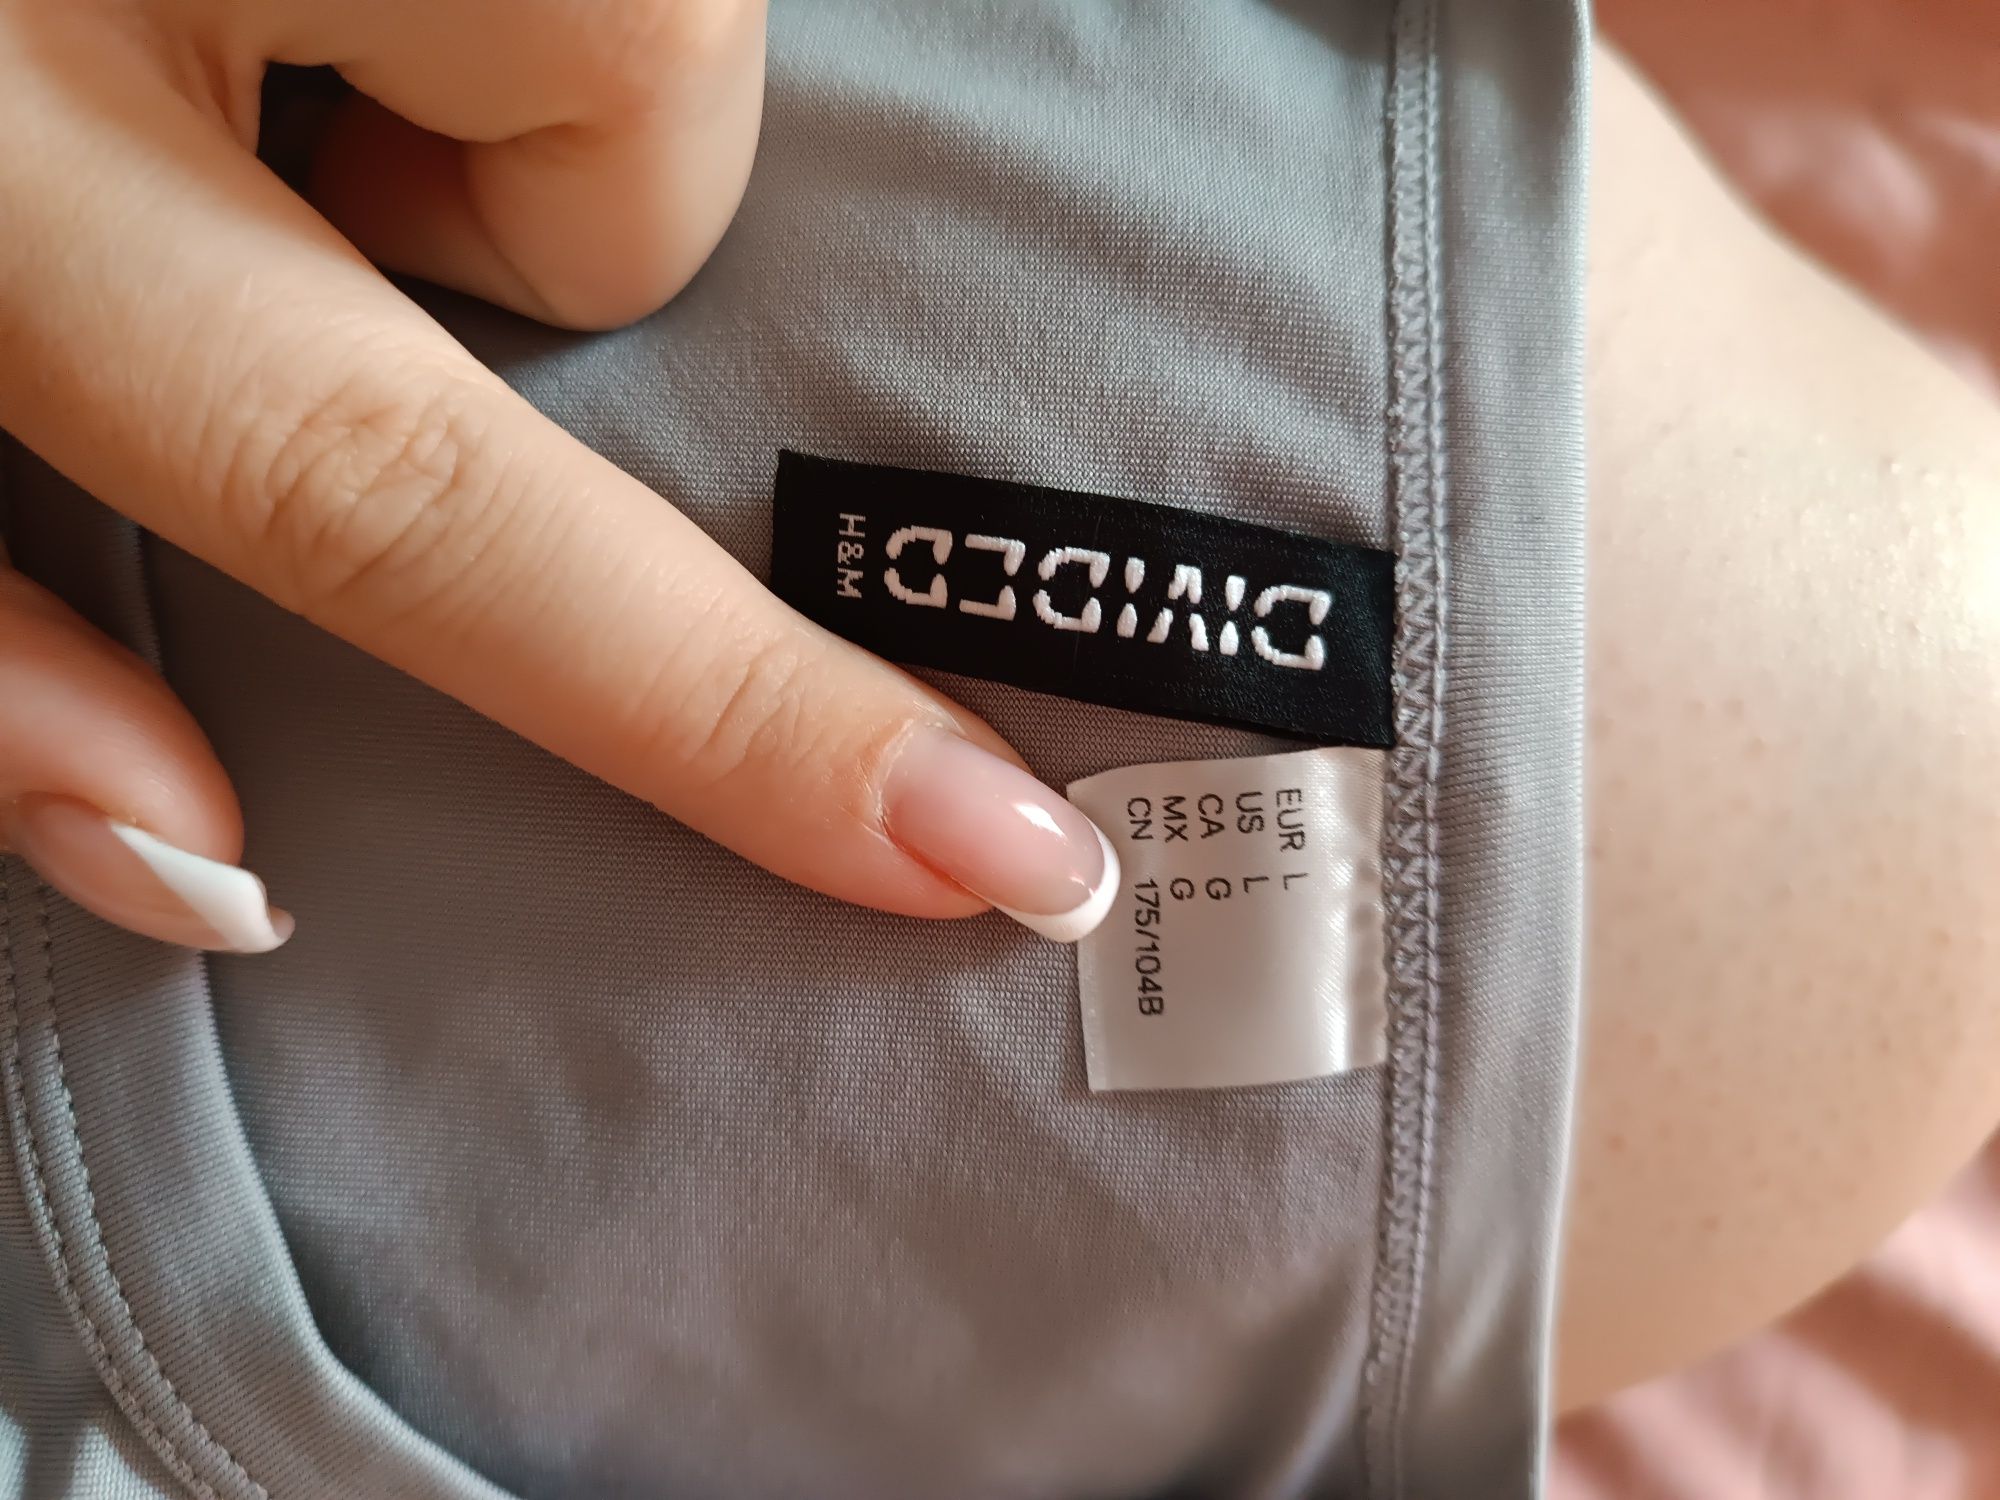 DIVIDED
H&M
EUR L
US L
CA G
MX G
CN 175/104B